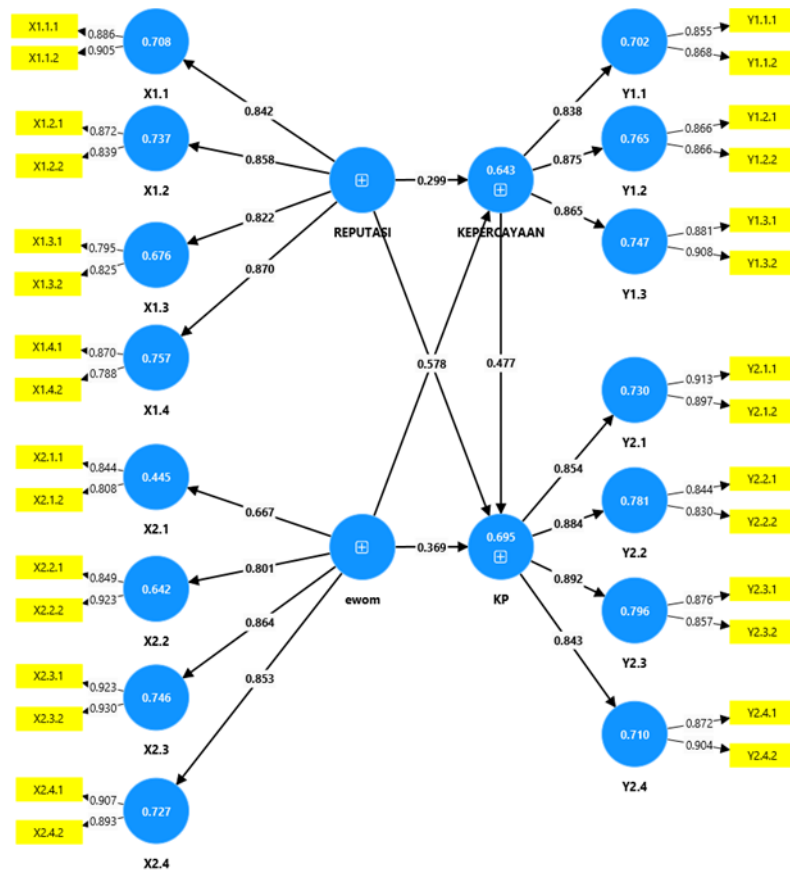 X1.1.1
0.886
X1.1.2
0.905
0.708
X1.1
0.842
X1.2.1
0.872
X1.2.2
0.839
0.737
X1.2
0.858
X1.3.1
0.795
X1.3.2
0.825
0.676
X1.3
0.822
X1.4.1
0.870
X1.4.2
0.788
0.757
X1.4
0.870
REPUTASI
0.299
0.643
KEPERCAYAAN
0.838
0.702
Y1.1
0.855
Y1.1.1
0.868
Y1.1.2
0.875
0.765
Y1.2
0.866
Y1.2.1
0.866
Y1.2.2
0.865
0.747
Y1.3
0.881
Y1.3.1
0.908
Y1.3.2
0.578
0.477
X2.1.1
0.844
X2.1.2
0.808
0.445
X2.1
0.667
X2.2.1
0.849
X2.2.2
0.923
0.642
X2.2
0.801
X2.3.1
0.923
X2.3.2
0.930
0.746
X2.3
0.864
X2.4.1
0.907
X2.4.2
0.893
0.727
X2.4
0.853
ewom
0.369
0.695
KP
0.854
0.730
Y2.1
0.913
Y2.1.1
0.897
Y2.1.2
0.884
0.781
Y2.2
0.844
Y2.2.1
0.830
Y2.2.2
0.892
0.796
Y2.3
0.876
Y2.3.1
0.857
Y2.3.2
0.843
0.710
Y2.4
0.872
Y2.4.1
0.904
Y2.4.2